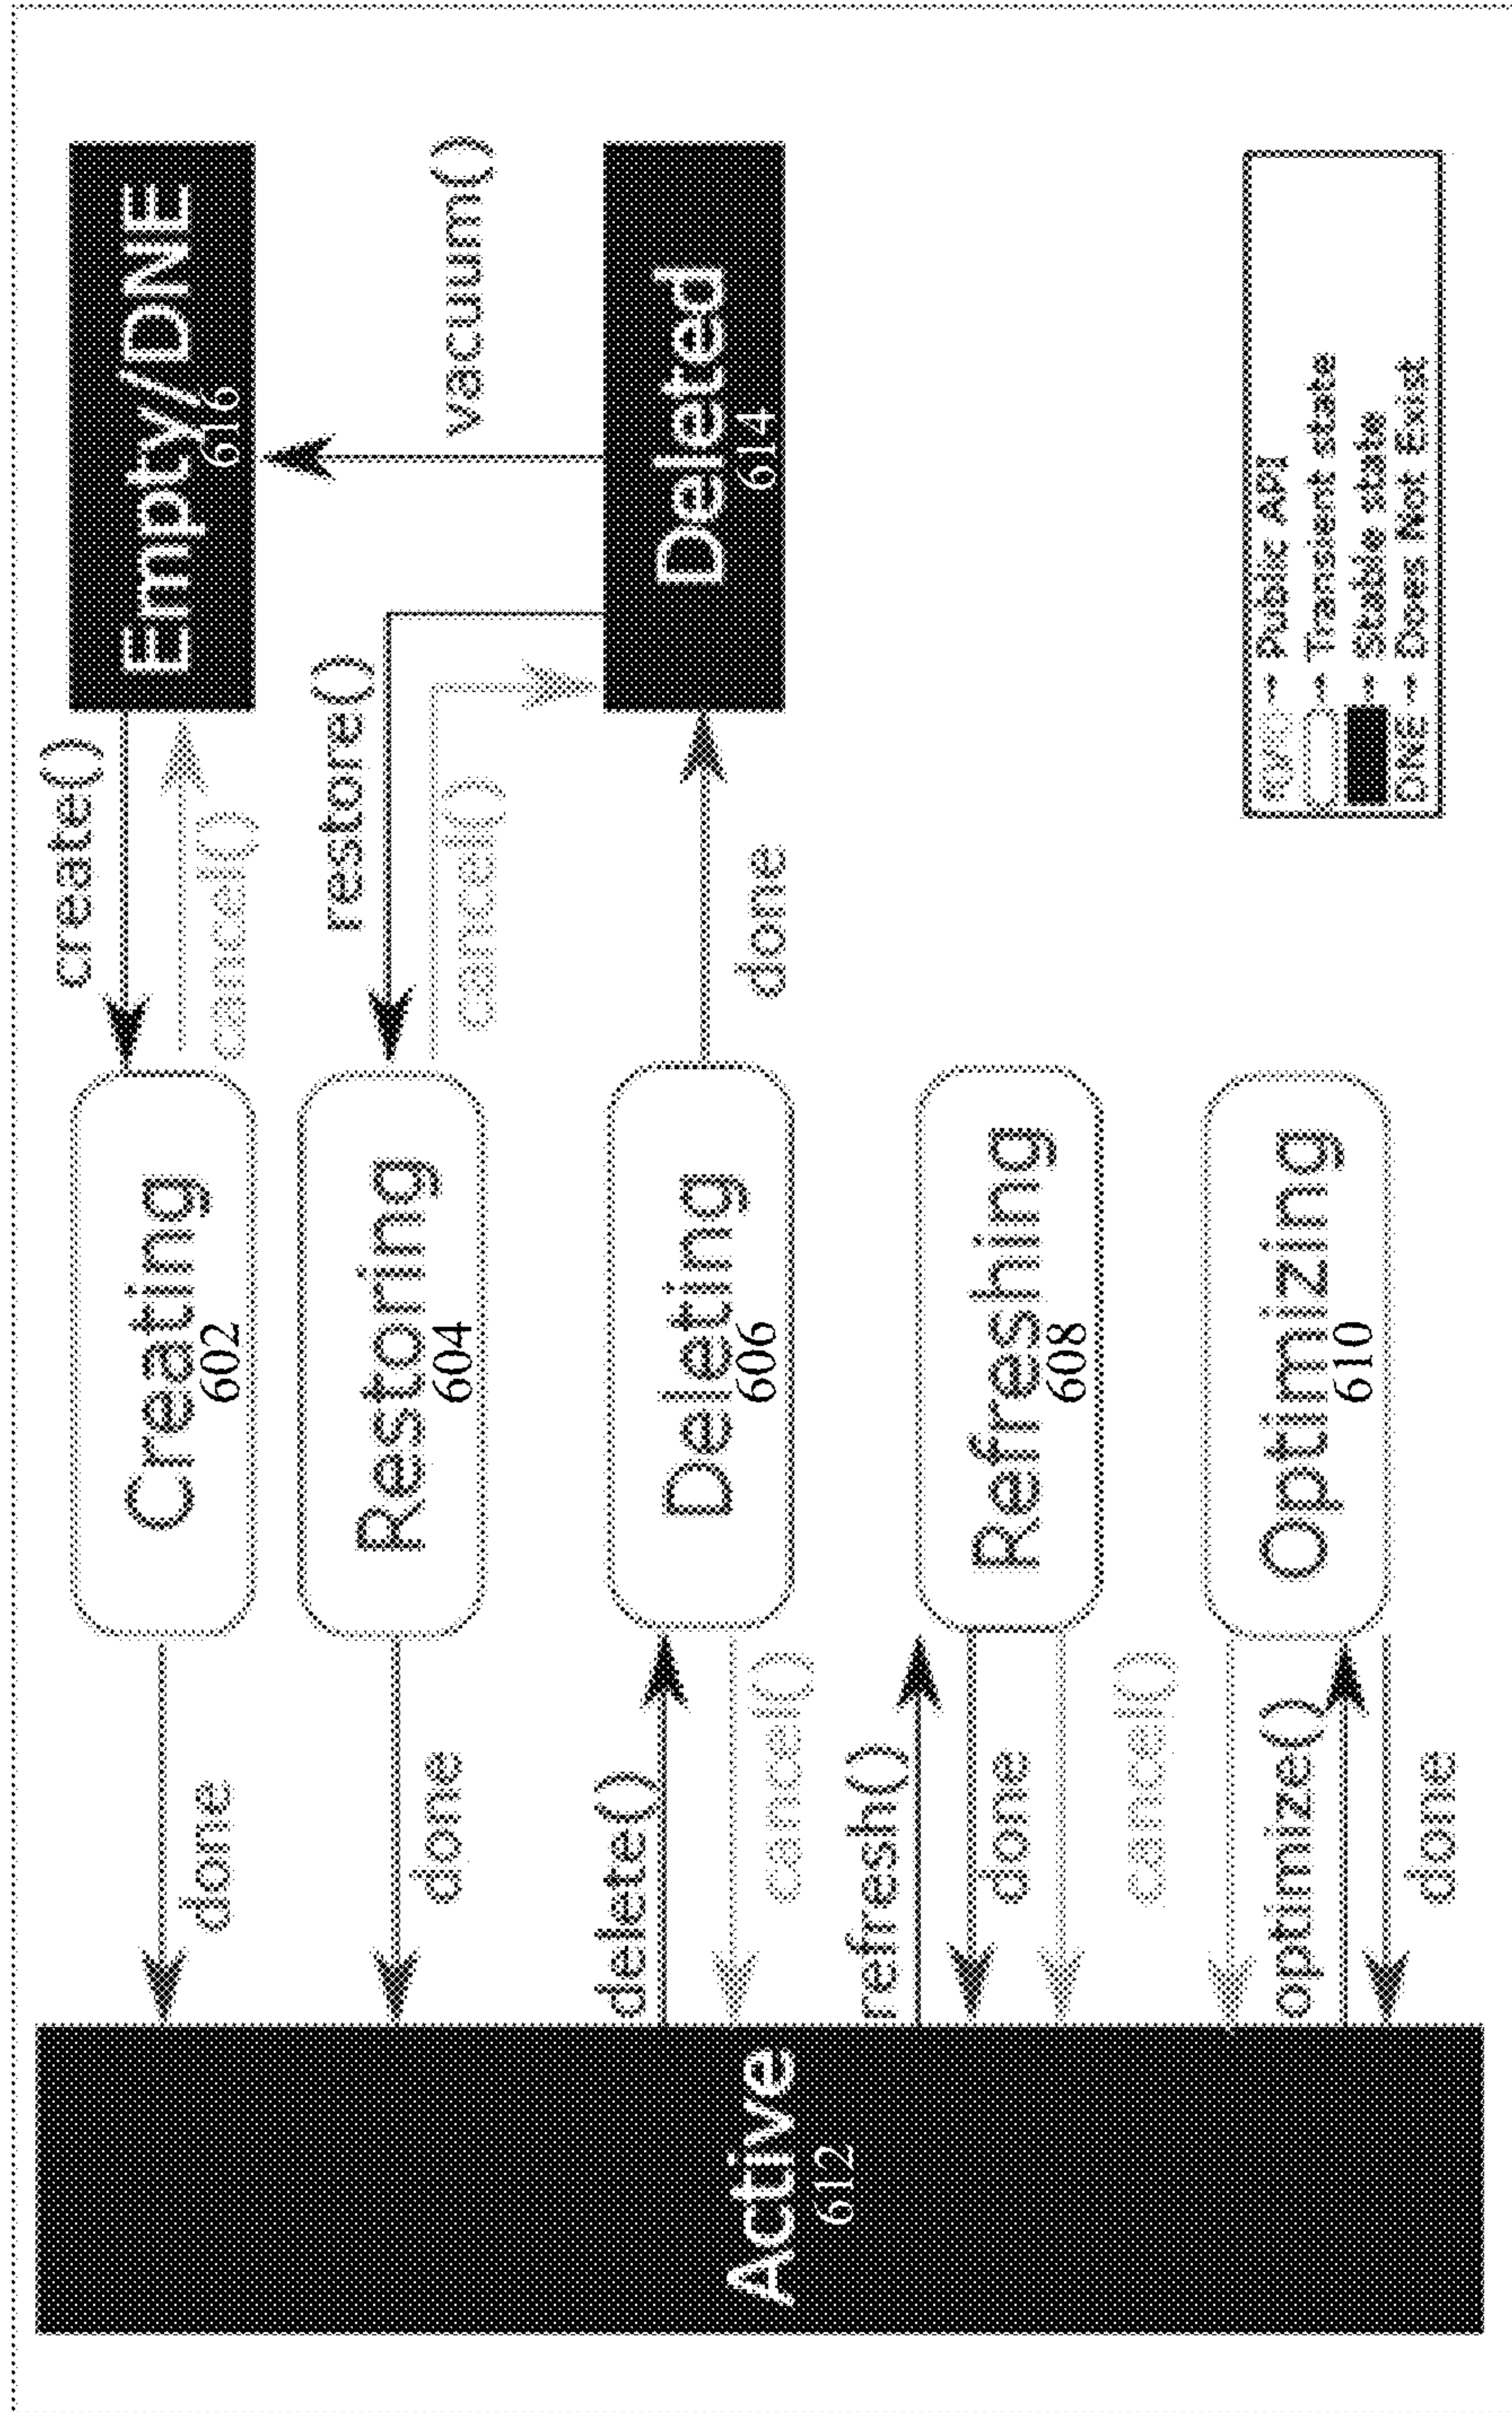 Active
612
done
done
delete()
cancel()
refresh()
done
cancel()
optimize()
done
Creating
602
Restoring
604
Deleting
606
Refreshing
608
Optimizing
610
create()
cancel()
restore()
cancel()
done
Empty/DNE
616
vacuum()
Deleted
614
→ Public API
→ Transient state
→ Stable state
DNE → Does Not Exist